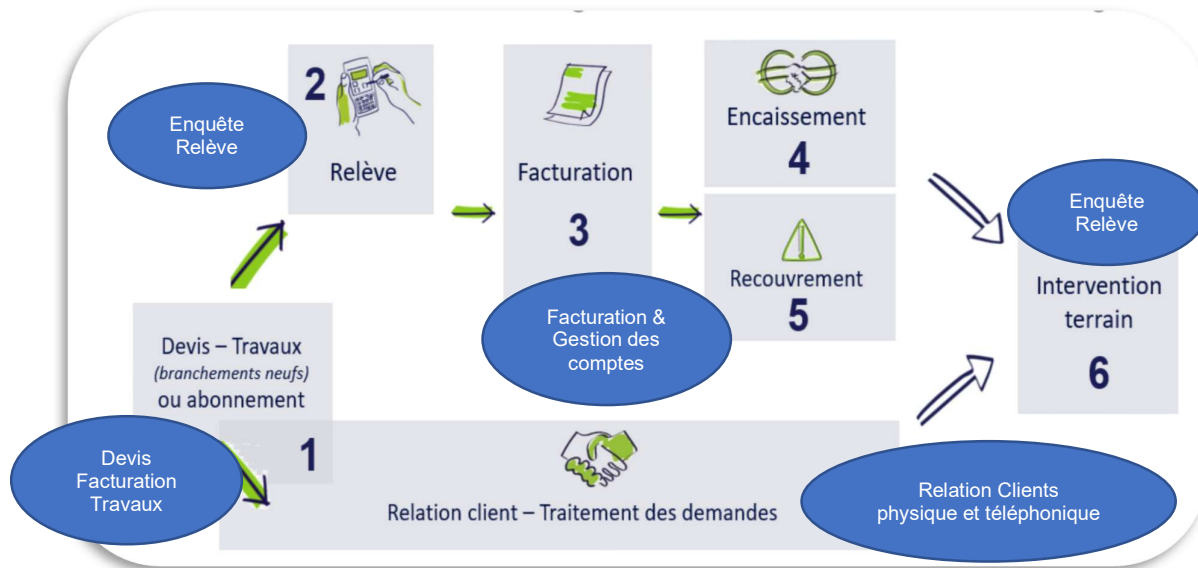 2
Enquête
Relève
Relève
Facturation
3
Encaissement
4
Recouvrement
5
Enquête
Relève
Intervention
terrain
6
Facturation &
Gestion des
comptes
Devis – Travaux
(branchements neufs)
ou abonnement
1
Devis
Facturation
Travaux
Relation client – Traitement des demandes
Relation Clients
physique et téléphonique